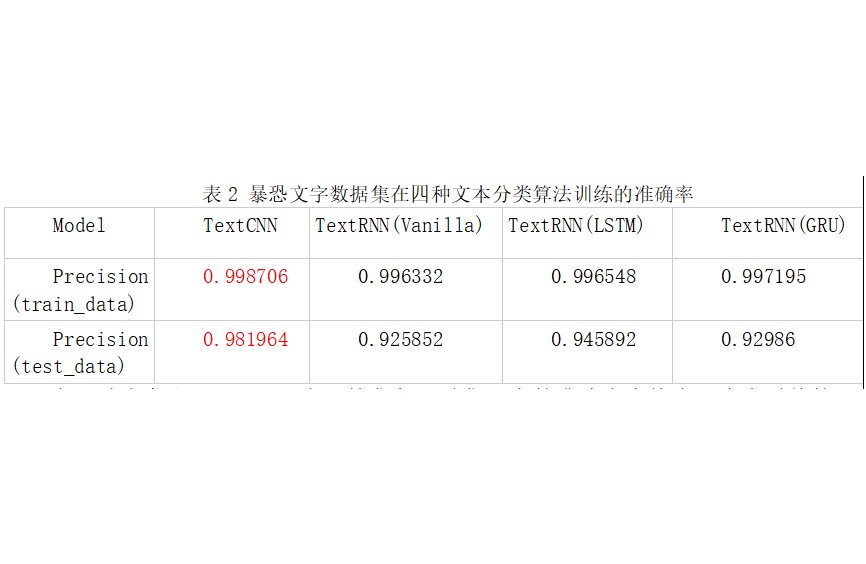 表 2 暴恐文字数据集在四种文本分类算法训练的准确率
Model TextCNN TextRNN(Vanilla) TextRNN(LSTM) TextRNN(GRU)
Precision (train_data) 0.998706 0.996332 0.996548 0.997195
Precision (test_data) 0.981964 0.925852 0.945892 0.92986